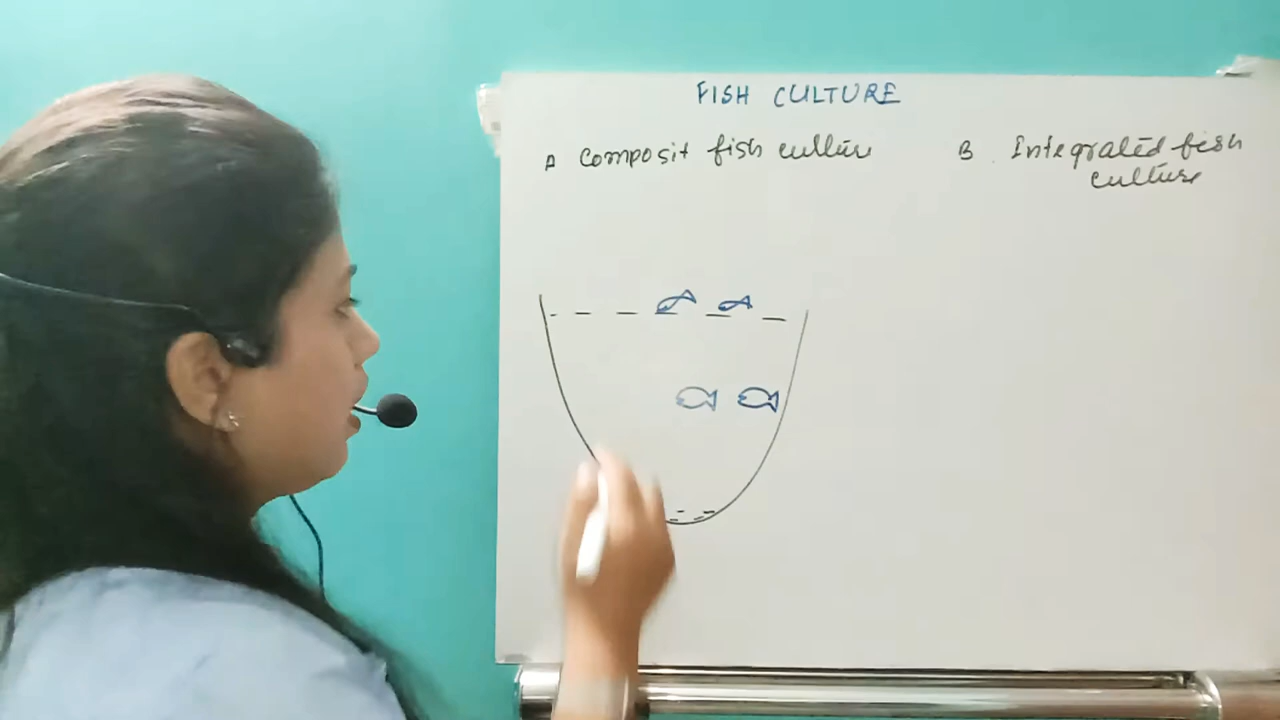 FISH CULTURE
A Composit fish culture
B. Integrated fish
culture